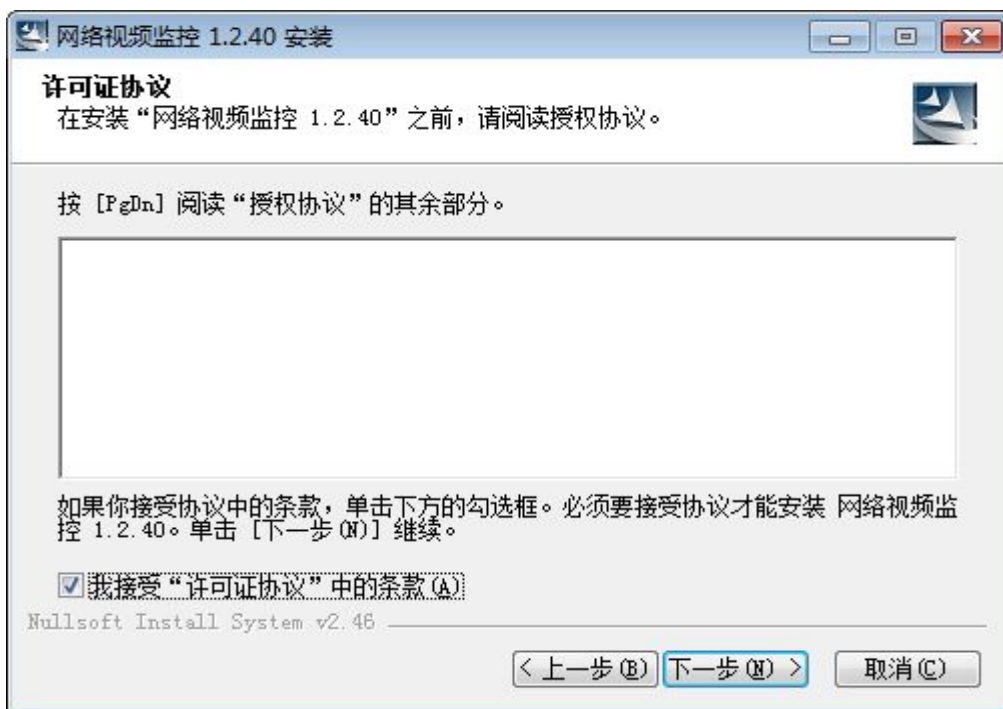 网络视频监控 1.2.40 安装
许可证协议
在安装“网络视频监控 1.2.40”之前，请阅读授权协议。
按 [PgDn] 阅读“授权协议”的其余部分。
如果你接受协议中的条款，单击下方的勾选框。必须要接受协议才能安装 网络视频监
控 1.2.40。单击 [下一步(N)] 继续。
我接受“许可证协议”中的条款(A)
Nullsoft Install System v2.46
< 上一步(B) 下一步(N) > 取消(C)